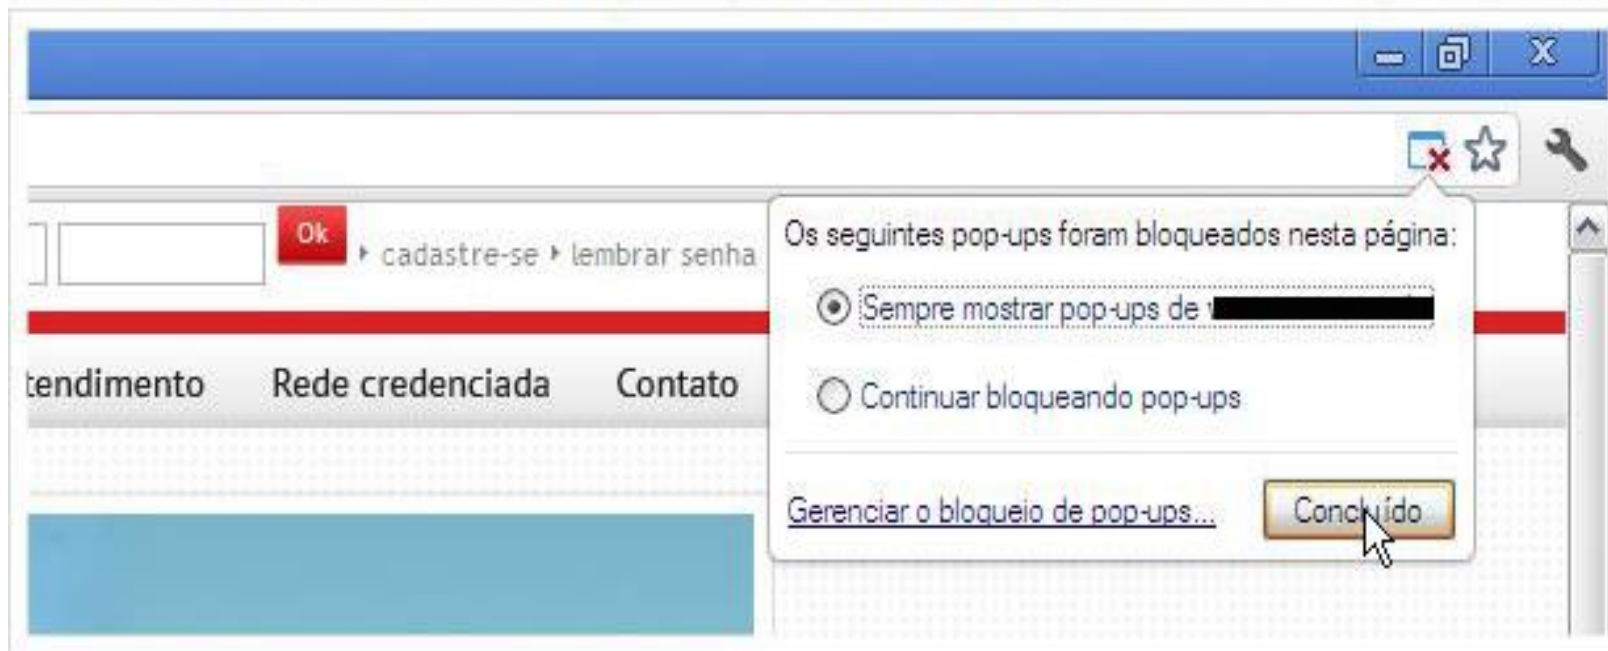 Ok
cadastre-se lembrar senha
Os seguintes pop-ups foram bloqueados nesta página:
Sempre mostrar pop-ups de
tendimento Rede credenciada Contato
Continuar bloqueando pop-ups
Gerenciar o bloqueio de pop-ups...
Concluído